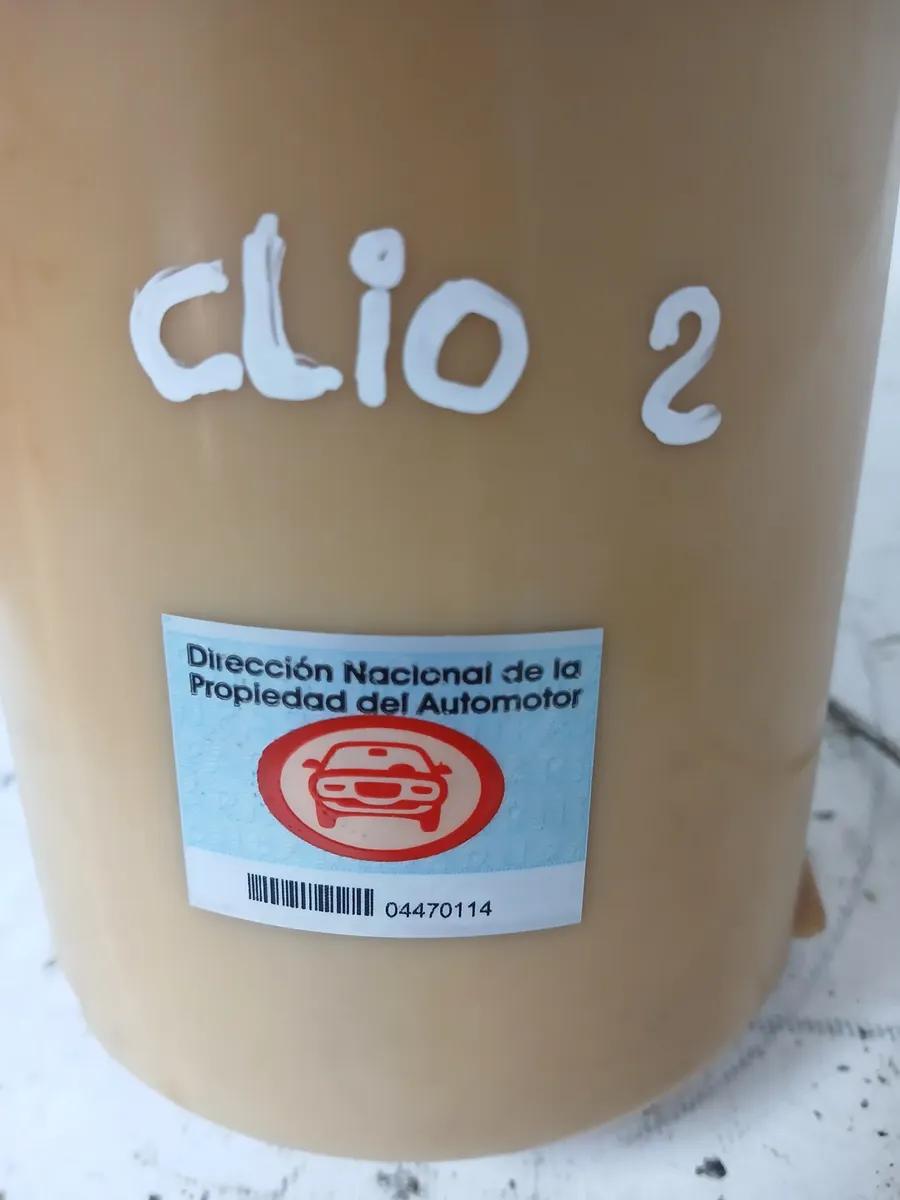 CLiO 2
Dirección Nacional de la
Propiedad del Automotor
04470114